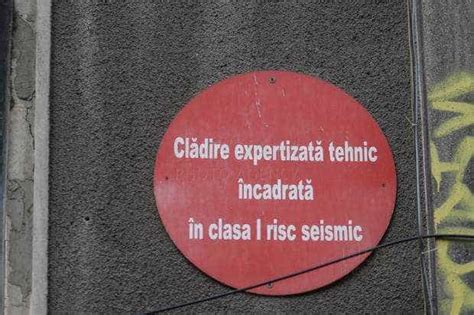 Clădire expertizată tehnic
încadrată
în clasa I risc seismic